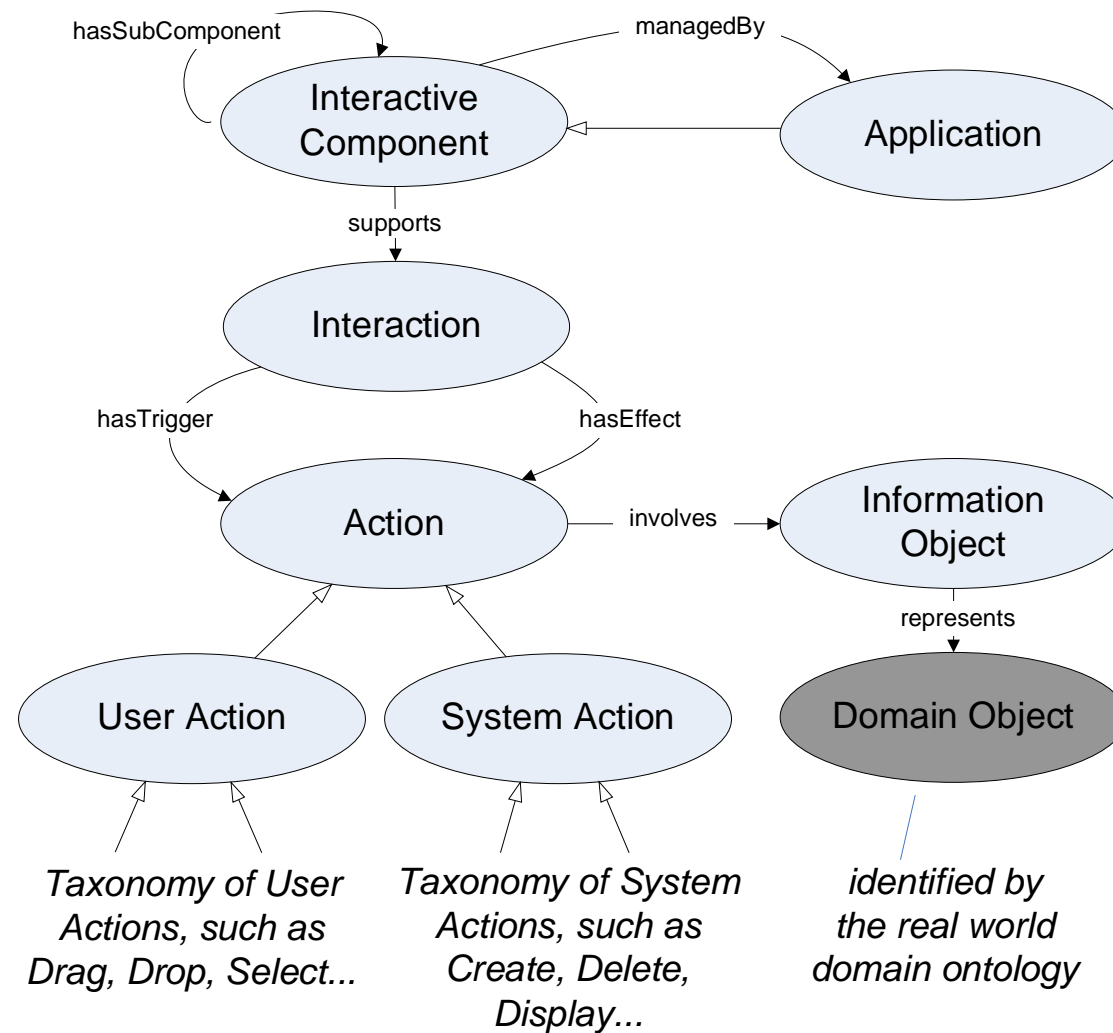 hasSubComponent
managedBy
Interactive
Component
Application
supports
Interaction
hasTrigger
hasEffect
Action
involves
Information
Object
represents
User Action
System Action
Domain Object
Taxonomy of User
Actions, such as
Drag, Drop, Select...
Taxonomy of System
Actions, such as
Create, Delete,
Display...
identified by
the real world
domain ontology